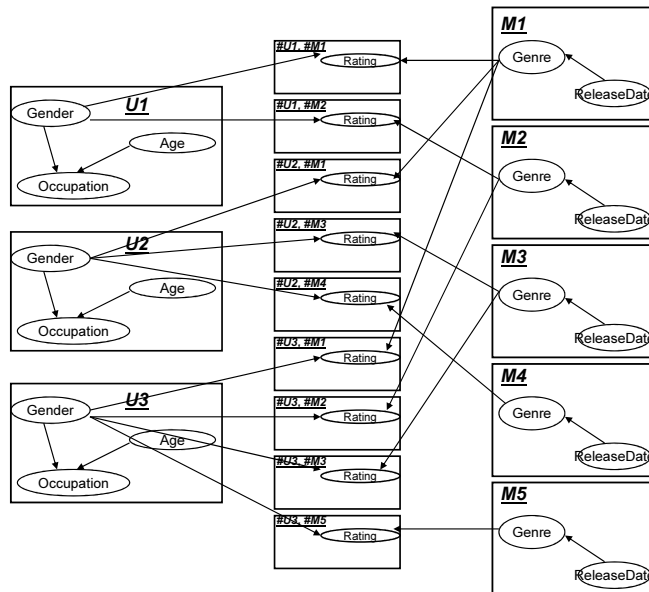 U1
Gender
Age
Occupation
U2
Gender
Age
Occupation
U3
Gender
Age
Occupation
#U1, #M1
Rating
#U1, #M2
Rating
#U2, #M1
Rating
#U2, #M3
Rating
#U2, #M4
Rating
#U3, #M1
Rating
#U3, #M2
Rating
#U3, #M3
Rating
#U3, #M5
Rating
M1
Genre
ReleaseDate
M2
Genre
ReleaseDate
M3
Genre
ReleaseDate
M4
Genre
ReleaseDate
M5
Genre
ReleaseDate